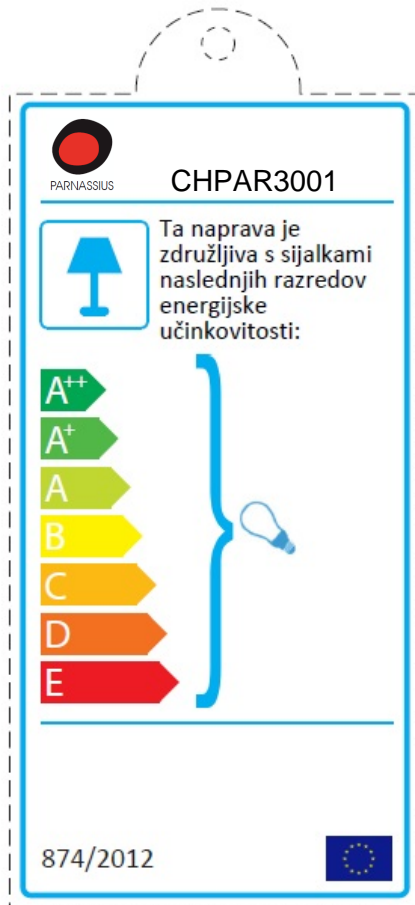 PARNASSIUS
CHPAR3001
Ta naprava je
združljiva s sijalkami
naslednjih razredov
energijske
učinkovitosti:
A++
A+
A
B
C
D
E
874/2012